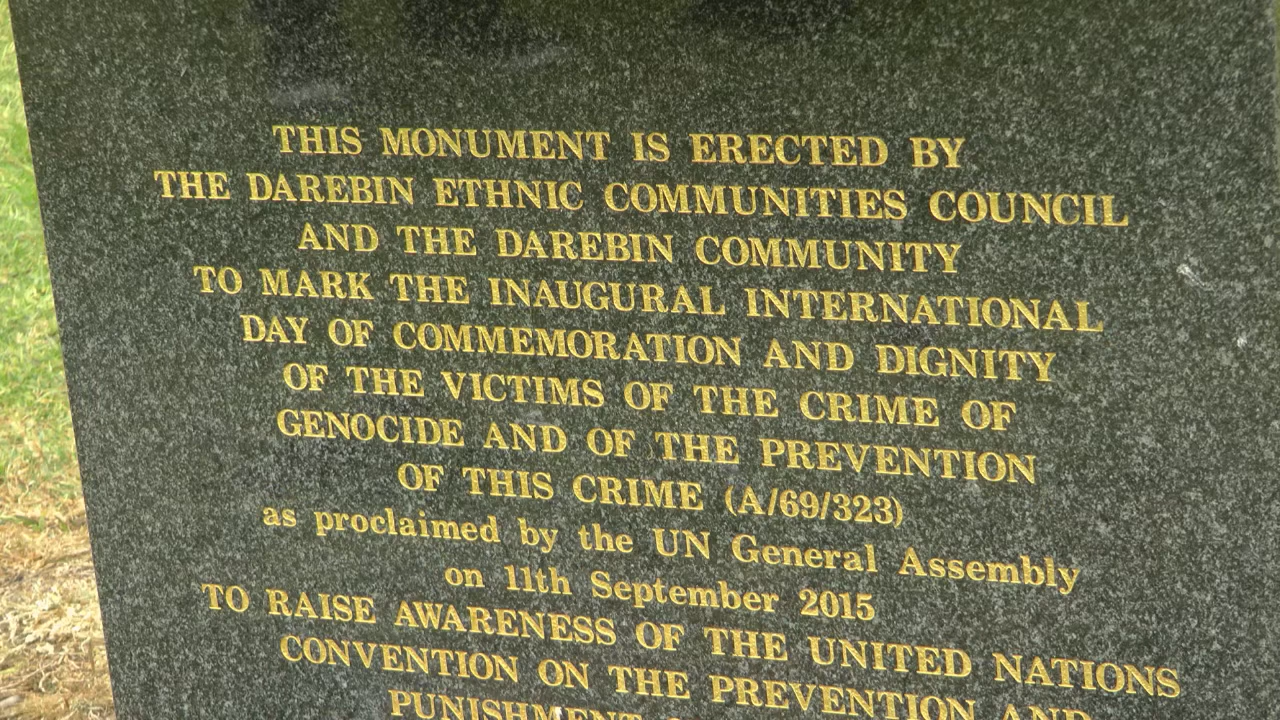 THIS MONUMENT IS ERECTED BY
THE DAREBIN ETHNIC COMMUNITIES COUNCIL
AND THE DAREBIN COMMUNITY
TO MARK THE INAUGURAL INTERNATIONAL
DAY OF COMMEMORATION AND DIGNITY
OF THE VICTIMS OF THE CRIME OF
GENOCIDE AND OF THE PREVENTION
OF THIS CRIME (A/69/323)
as proclaimed by the UN General Assembly
on 11th September 2015
TO RAISE AWARENESS OF THE UNITED NATIONS
CONVENTION ON THE PREVENTION AND
PUNISHMENT